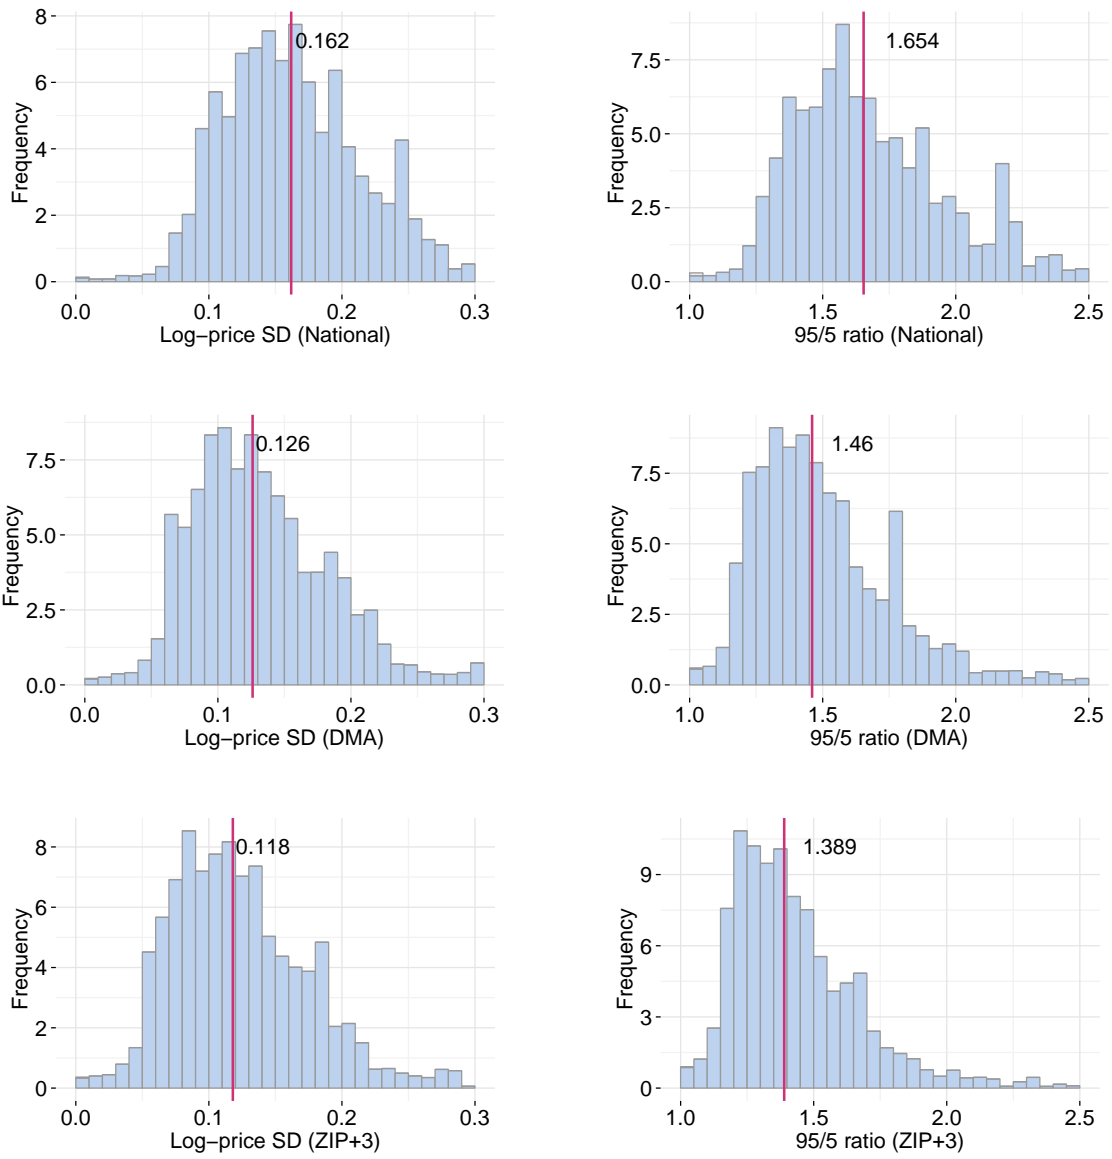 8
6
4
2
0
Frequency
0.162
0.0 0.1 0.2 0.3
Log−price SD (National)
7.5
5.0
2.5
0.0
Frequency
1.654
1.0 1.5 2.0 2.5
95/5 ratio (National)
7.5
5.0
2.5
0.0
Frequency
0.126
0.0 0.1 0.2 0.3
Log−price SD (DMA)
7.5
5.0
2.5
0.0
Frequency
1.46
1.0 1.5 2.0 2.5
95/5 ratio (DMA)
8
6
4
2
0
Frequency
0.118
0.0 0.1 0.2 0.3
Log−price SD (ZIP+3)
9
6
3
0
Frequency
1.389
1.0 1.5 2.0 2.5
95/5 ratio (ZIP+3)